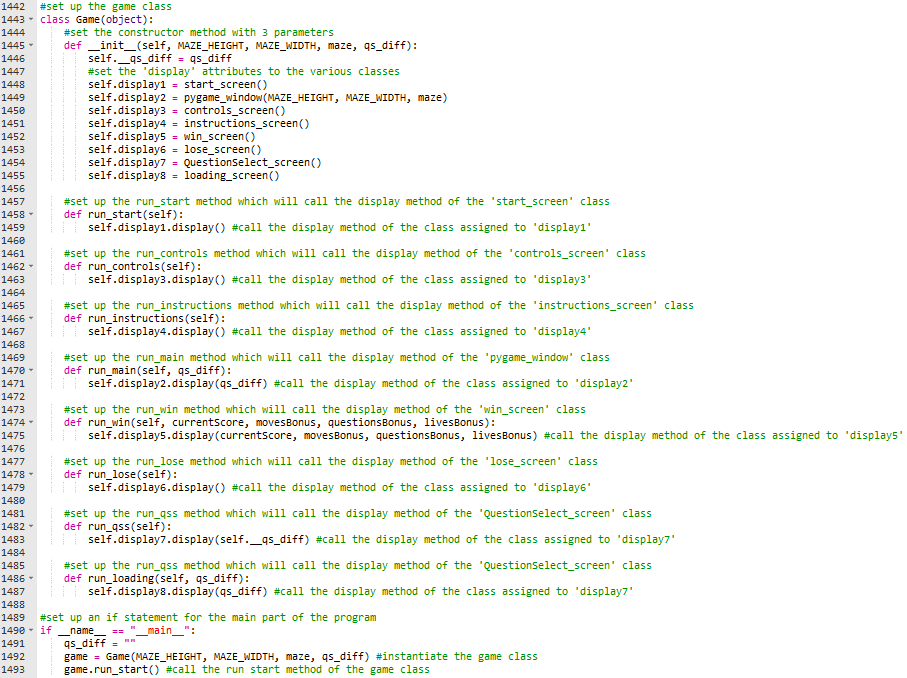 1442 #set up the game class
1443 class Game(object):
1444 #set the constructor method with 3 parameters
1445 def __init__(self, MAZE_HEIGHT, MAZE_WIDTH, maze, qs_diff):
1446 self.__qs_diff = qs_diff
1447 #set the 'display' attributes to the various classes
1448 self.display1 = start_screen()
1449 self.display2 = pygame_window(MAZE_HEIGHT, MAZE_WIDTH, maze)
1450 self.display3 = controls_screen()
1451 self.display4 = instructions_screen()
1452 self.display5 = win_screen()
1453 self.display6 = lose_screen()
1454 self.display7 = QuestionSelect_screen()
1455 self.display8 = loading_screen()
1456
1457 #set up the run_start method which will call the display method of the 'start_screen' class
1458 def run_start(self):
1459 self.display1.display() #call the display method of the class assigned to 'display1'
1460
1461 #set up the run_controls method which will call the display method of the 'controls_screen' class
1462 def run_controls(self):
1463 self.display3.display() #call the display method of the class assigned to 'display3'
1464
1465 #set up the run_instructions method which will call the display method of the 'instructions_screen' class
1466 def run_instructions(self):
1467 self.display4.display() #call the display method of the class assigned to 'display4'
1468
1469 #set up the run_main method which will call the display method of the 'pygame_window' class
1470 def run_main(self, qs_diff):
1471 self.display2.display(qs_diff) #call the display method of the class assigned to 'display2'
1472
1473 #set up the run_win method which will call the display method of the 'win_screen' class
1474 def run_win(self, currentScore, movesBonus, questionsBonus, livesBonus):
1475 self.display5.display(currentScore, movesBonus, questionsBonus, livesBonus) #call the display method of the class assigned to 'display5'
1476
1477 #set up the run_lose method which will call the display method of the 'lose_screen' class
1478 def run_lose(self):
1479 self.display6.display() #call the display method of the class assigned to 'display6'
1480
1481 #set up the run_qss method which will call the display method of the 'QuestionSelect_screen' class
1482 def run_qss(self):
1483 self.display7.display(self.__qs_diff) #call the display method of the class assigned to 'display7'
1484
1485 #set up the run_qss method which will call the display method of the 'QuestionSelect_screen' class
1486 def run_loading(self, qs_diff):
1487 self.display8.display(qs_diff) #call the display method of the class assigned to 'display7'
1488
1489 #set up an if statement for the main part of the program
1490 if __name__ == "__main__":
1491 qs_diff = ""
1492 game = Game(MAZE_HEIGHT, MAZE_WIDTH, maze, qs_diff) #instantiate the game class
1493 game.run_start() #call the run start method of the game class